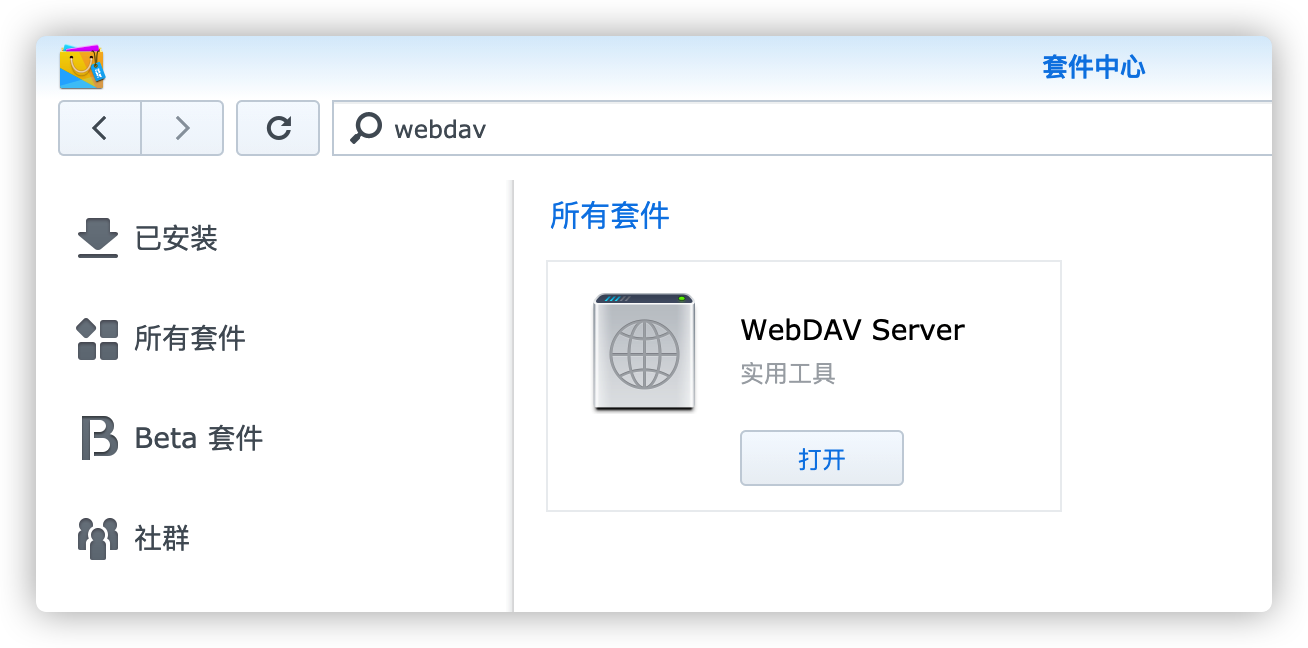 套件中心
webdav
已安装
所有套件
Beta 套件
社群
所有套件
WebDAV Server
实用工具
打开